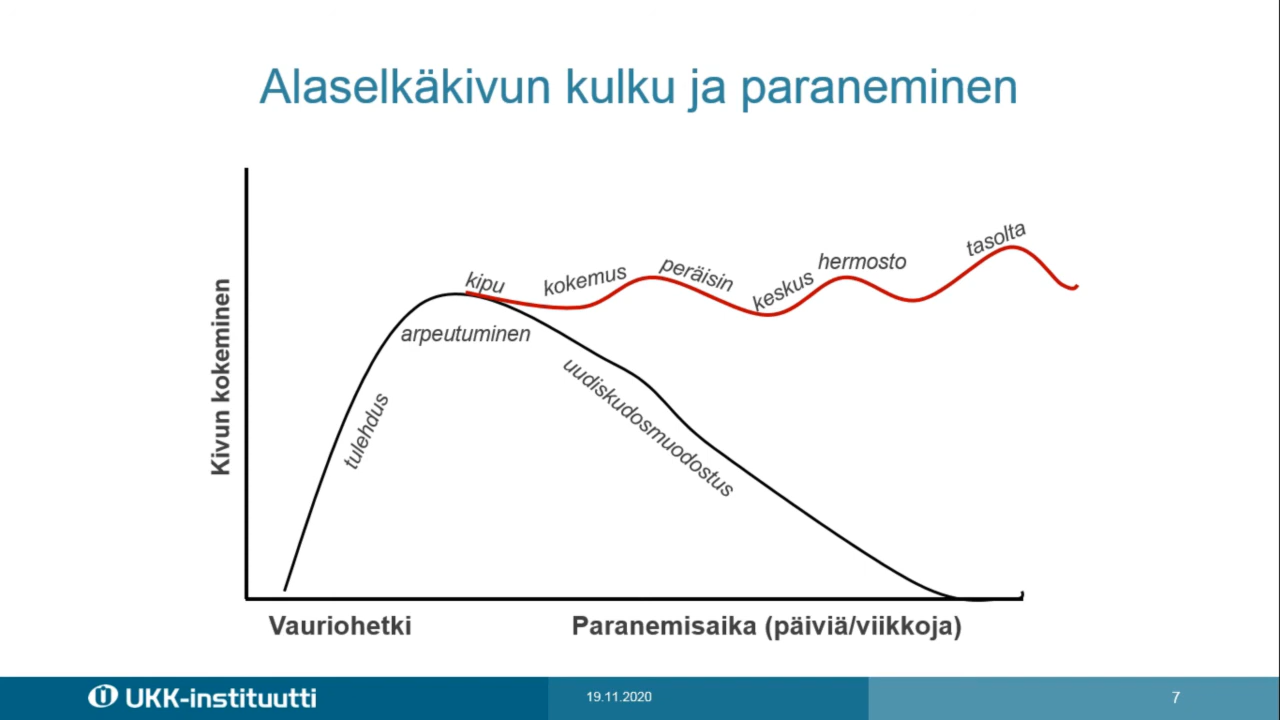 Alaselkäkivun kulku ja paraneminen
Kivun kokeminen
kipu kokemus peräisin keskus hermosto tasolta
arpeutuminen
tulehdus
uudiskudosmuodostus
Vauriohetki
Paranemisaika (päiviä/viikkoja)
UKK-instituutti
19.11.2020
7